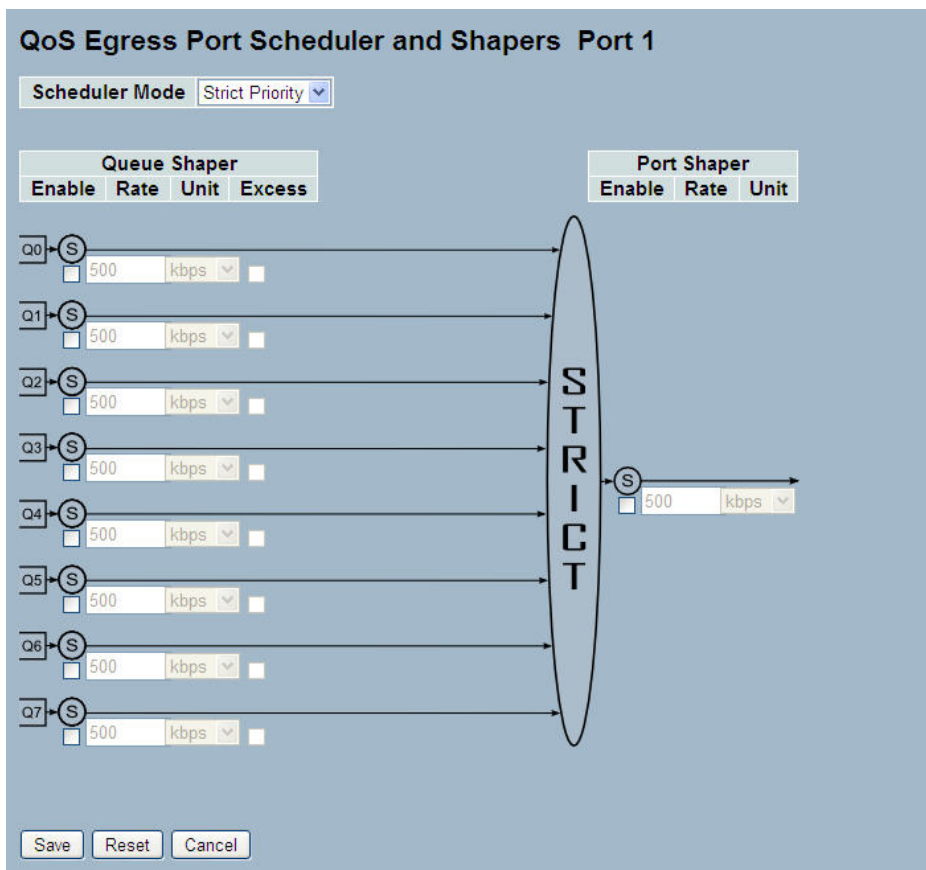 QoS Egress Port Scheduler and Shapers Port 1
Scheduler Mode Strict Priority
Queue Shaper Port Shaper
Enable Rate Unit Excess Enable Rate Unit
Q0 S
500 kbps
Q1 S
500 kbps
Q2 S
500 kbps
Q3 S
500 kbps
Q4 S
500 kbps
Q5 S
500 kbps
Q6 S
500 kbps
Q7 S
500 kbps
STRICT
S
500 kbps
Save Reset Cancel